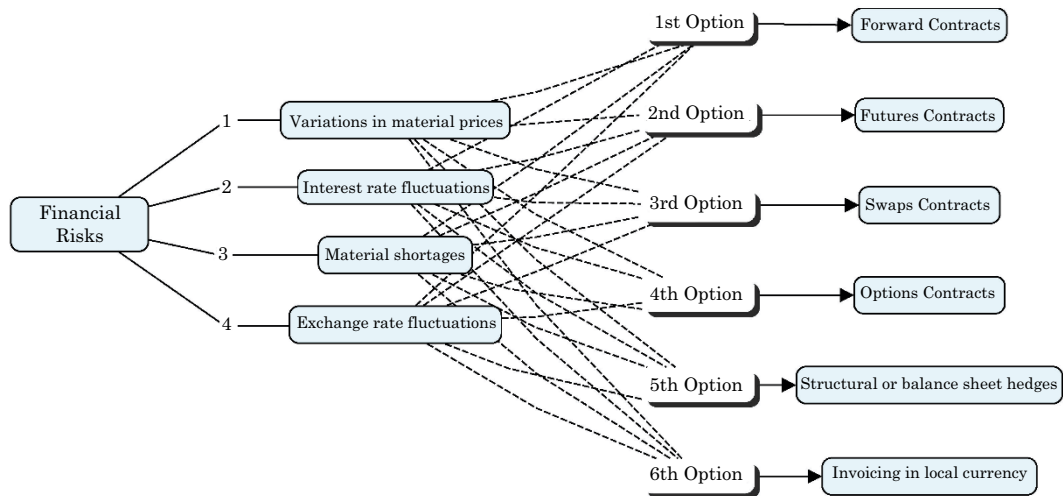 Financial
Risks
1
Variations in material prices
2
Interest rate fluctuations
3
Material shortages
4
Exchange rate fluctuations
1st Option
Forward Contracts
2nd Option
Futures Contracts
3rd Option
Swaps Contracts
4th Option
Options Contracts
5th Option
Structural or balance sheet hedges
6th Option
Invoicing in local currency